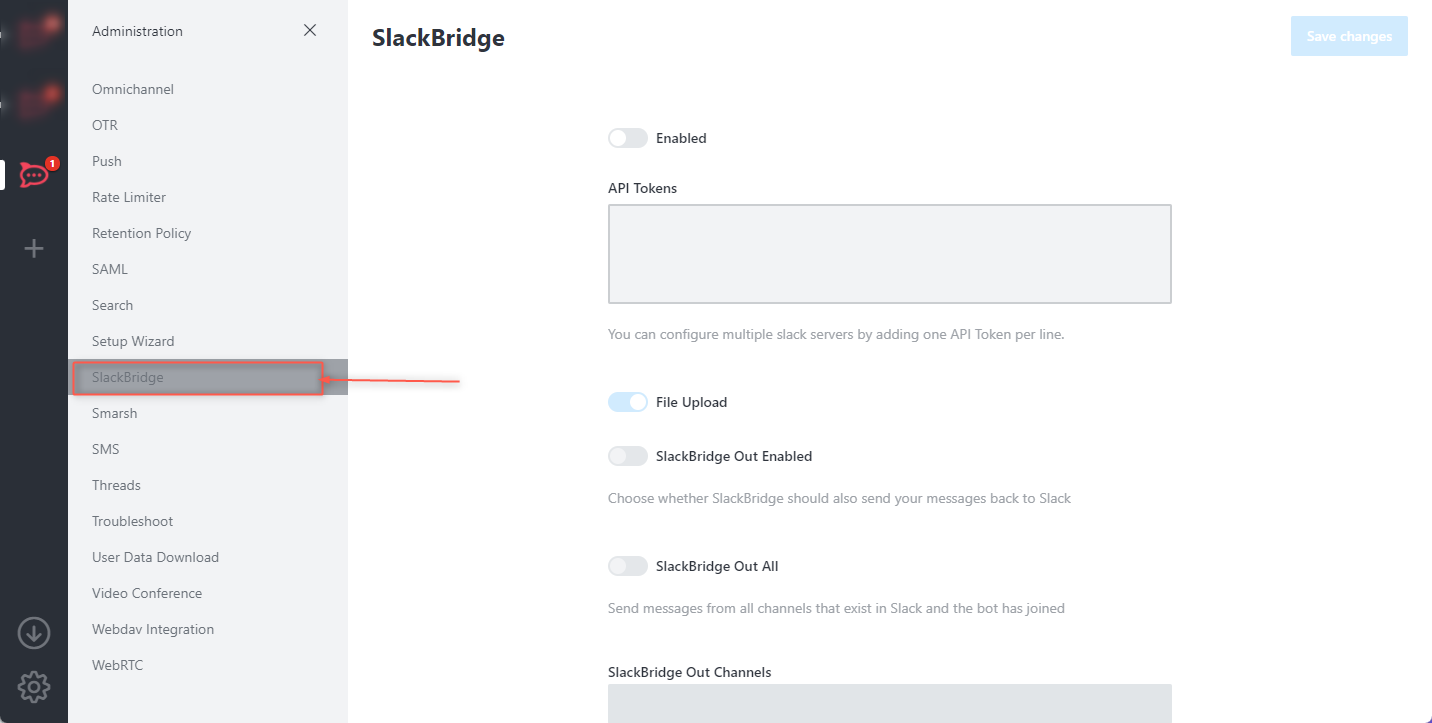 Administration
Omnichannel
OTR
Push
Rate Limiter
Retention Policy
SAML
Search
Setup Wizard
SlackBridge
Smarsh
SMS
Threads
Troubleshoot
User Data Download
Video Conference
Webdav Integration
WebRTC
1
SlackBridge
Save changes
Enabled
API Tokens
You can configure multiple slack servers by adding one API Token per line.
File Upload
SlackBridge Out Enabled
Choose whether SlackBridge should also send your messages back to Slack
SlackBridge Out All
Send messages from all channels that exist in Slack and the bot has joined
SlackBridge Out Channels